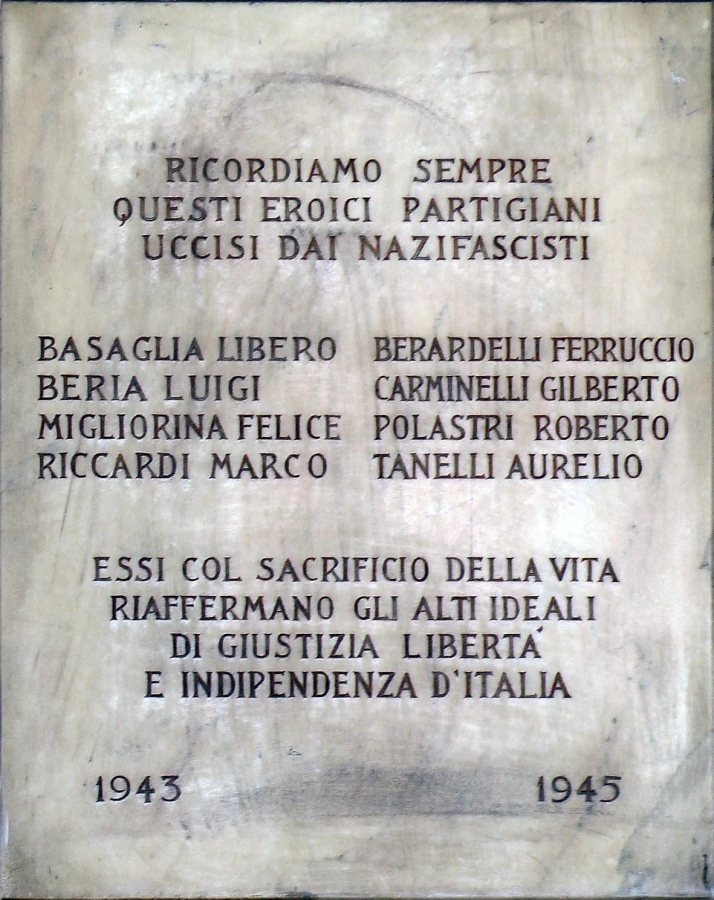 RICORDIAMO SEMPRE
QUESTI EROICI PARTIGIANI
UCCISI DAI NAZIFASCISTI
BASAGLIA LIBERO BERARDELLI FERRUCCIO
BERIA LUIGI CARMINELLI GILBERTO
MIGLIORINA FELICE POLASTRI ROBERTO
RICCARDI MARCO TANELLI AURELIO
ESSI COL SACRIFICIO DELLA VITA
RIAFFERMANO GLI ALTI IDEALI
DI GIUSTIZIA LIBERTÁ
E INDIPENDENZA D'ITALIA
1943 1945